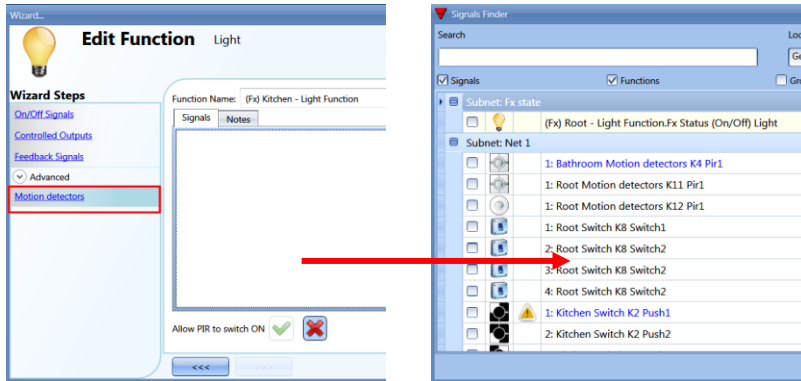 Wizard...
Edit Function Light
Wizard Steps
On/Off Signals
Controlled Outputs
Feedback Signals
Advanced
Motion detectors
Function Name: (Fx) Kitchen - Light Function
Signals Notes
Allow PIR to switch ON
<<< >>>
Signals Finder
Search
Signals Functions
Subnet: Fx state
(Fx) Root - Light Function.Fx Status (On/Off) Light
Subnet: Net 1
1: Bathroom Motion detectors K4 Pir1
1: Root Motion detectors K11 Pir1
1: Root Motion detectors K12 Pir1
1: Root Switch K8 Switch1
2: Root Switch K8 Switch2
3: Root Switch K8 Switch2
4: Root Switch K8 Switch2
1: Kitchen Switch K2 Push1
2: Kitchen Switch K2 Push2